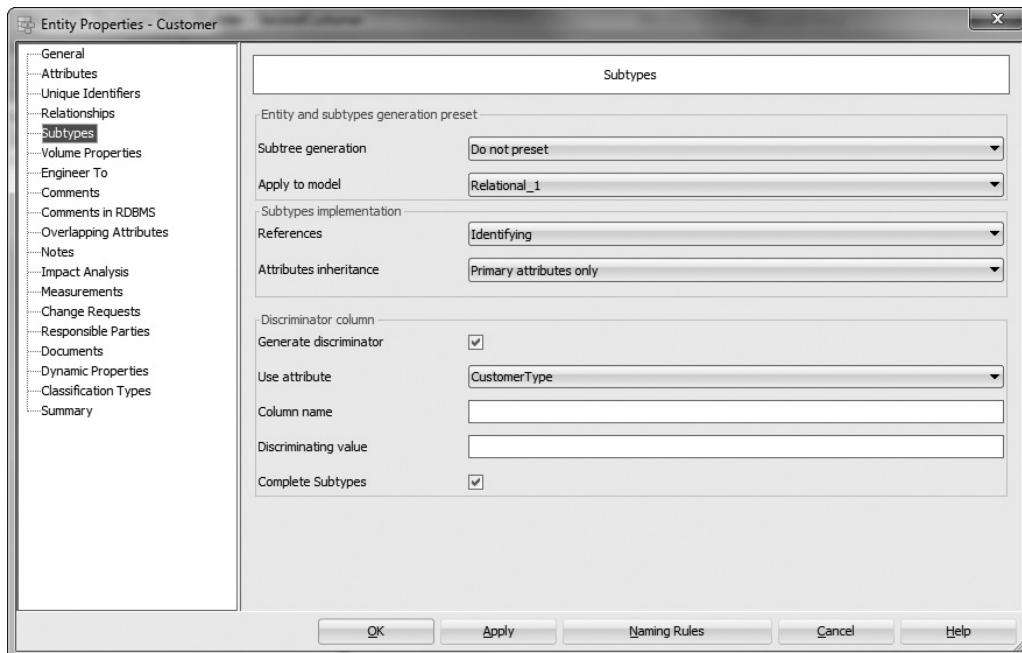 Entity Properties - Customer
General
Attributes
Unique Identifiers
Relationships
Subtypes
Volume Properties
Engineer To
Comments
Comments in RDBMS
Overlapping Attributes
Notes
Impact Analysis
Measurements
Change Requests
Responsible Parties
Documents
Dynamic Properties
Classification Types
Summary
Subtypes
Entity and subtypes generation preset
Subtree generation Do not preset
Apply to model Relational_1
Subtypes implementation
References Identifying
Attributes inheritance Primary attributes only
Discriminator column
Generate discriminator
Use attribute CustomerType
Column name
Discriminating value
Complete Subtypes
OK Apply Naming Rules Cancel Help